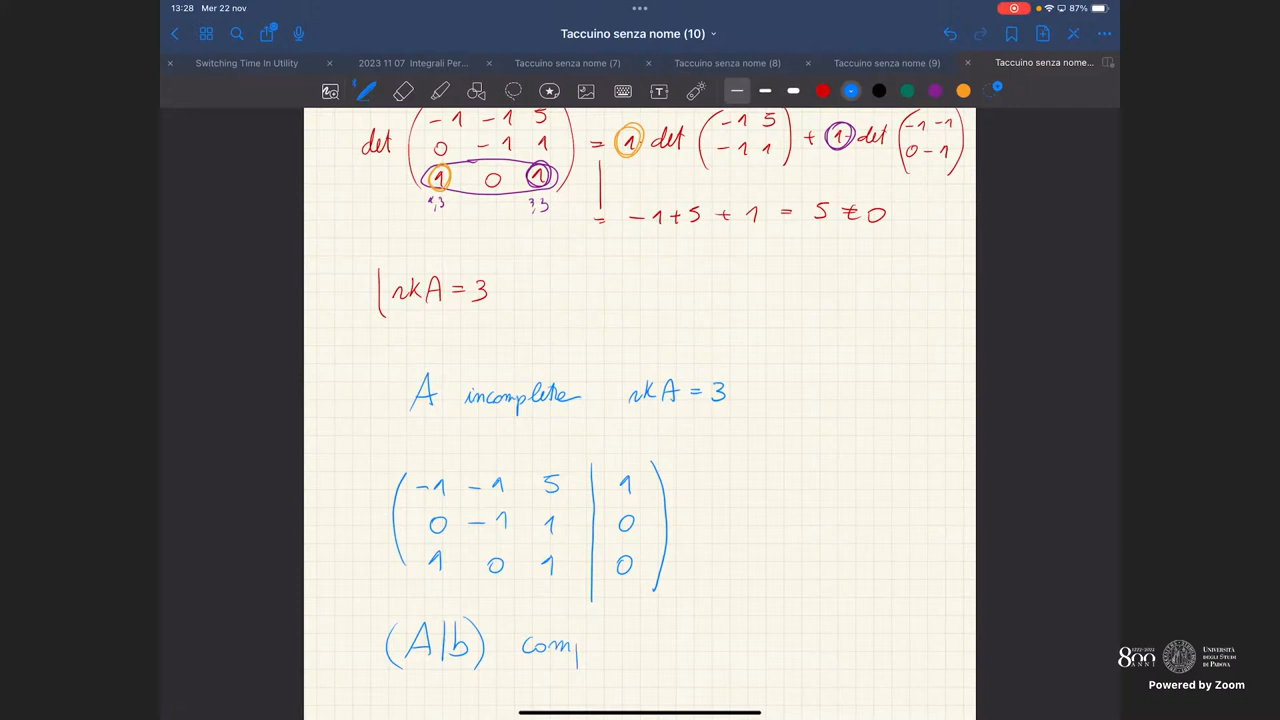 13:28 Mer 22 nov
87%
Taccuino senza nome (10)
Switching Time In Utility
2023 11 07 Integrali Per...
Taccuino senza nome (7)
Taccuino senza nome (8)
Taccuino senza nome (9)
Taccuino senza nome...
det ( -1 -1 5 ) = 1· det ( -1 5 ) + 1· det ( -1 -1 )
0 -1 1 -1 1 0 -1
1 0 1
3,3
= -1+5 + 1 = 5 ≠ 0
rkA = 3
A incomplete rkA = 3
-1 -1 5 | 1
0 -1 1 | 0
1 0 1 | 0
(A|b) com
800
ANNI
UNIVERSITÀ
DEGLI STUDI
DI PADOVA
Powered by Zoom